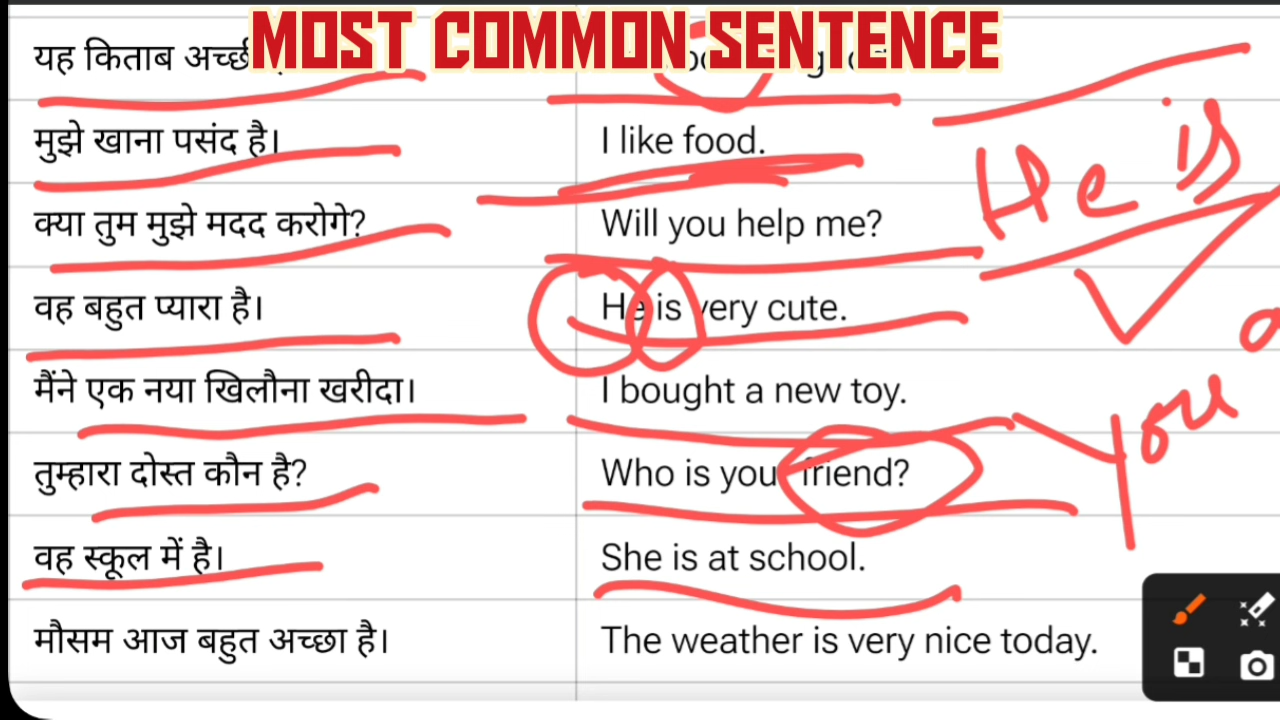 MOST COMMON SENTENCE
यह किताब
मुझे खाना पसंद है। I like food.
क्या तुम मुझे मदद करोगे? Will you help me?
वह बहुत प्यारा है। He is very cute.
मैंने एक नया खिलौना खरीदा। I bought a new toy.
तुम्हारा दोस्त कौन है? Who is your friend?
वह स्कूल में है। She is at school.
मौसम आज बहुत अच्छा है। The weather is very nice today.
He is
You